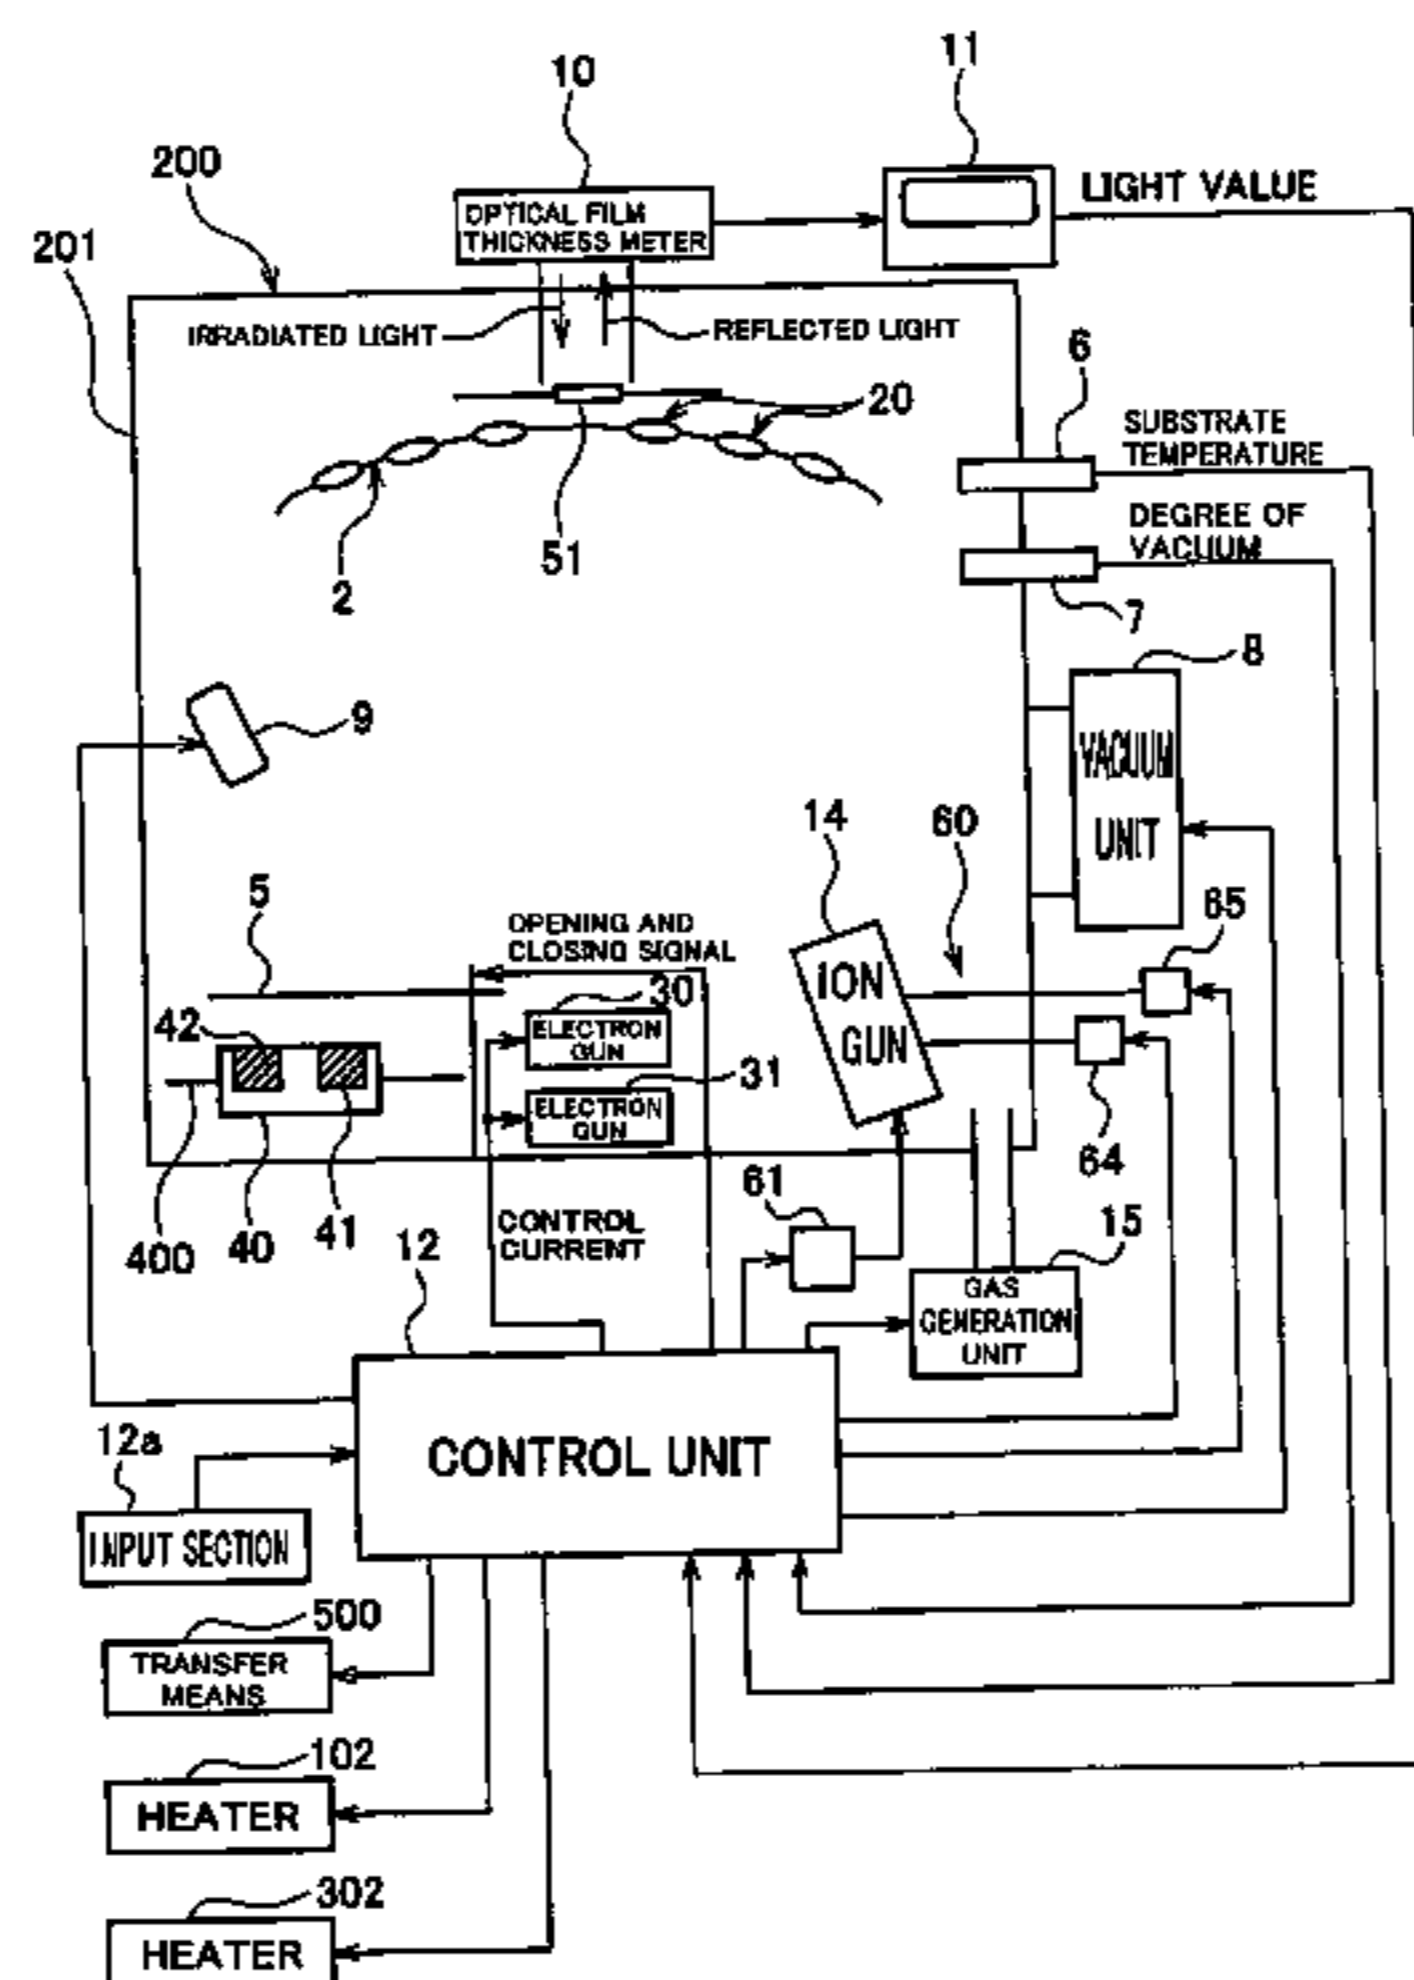 11
10
200
OPTICAL FILM
THICKNESS METER
LIGHT VALUE
201
IRRADIATED LIGHT
REFLECTED LIGHT
6
20
SUBSTRATE
TEMPERATURE
DEGREE OF
VACUUM
51
2
7
8
9
VACUUM
UNIT
14
60
5
65
OPENING AND
CLOSING SIGNAL
ION
GUN
30
42
ELECTRON
GUN
31
ELECTRON
GUN
64
61
400
40
41
12
CONTROL
CURRENT
15
GAS
GENERATION
UNIT
12a
CONTROL UNIT
INPUT SECTION
500
TRANSFER
MEANS
102
HEATER
302
HEATER